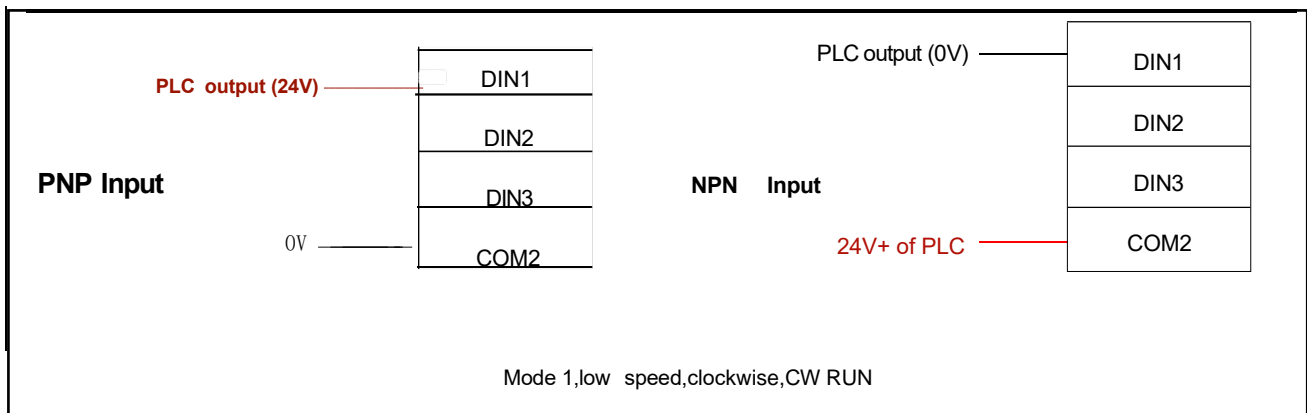 PLC output (24V)
DIN1
DIN2
PNP Input
DIN3
0V
COM2
PLC output (0V)
DIN1
DIN2
NPN Input
DIN3
24V+ of PLC
COM2
Mode 1,low speed,clockwise,CW RUN